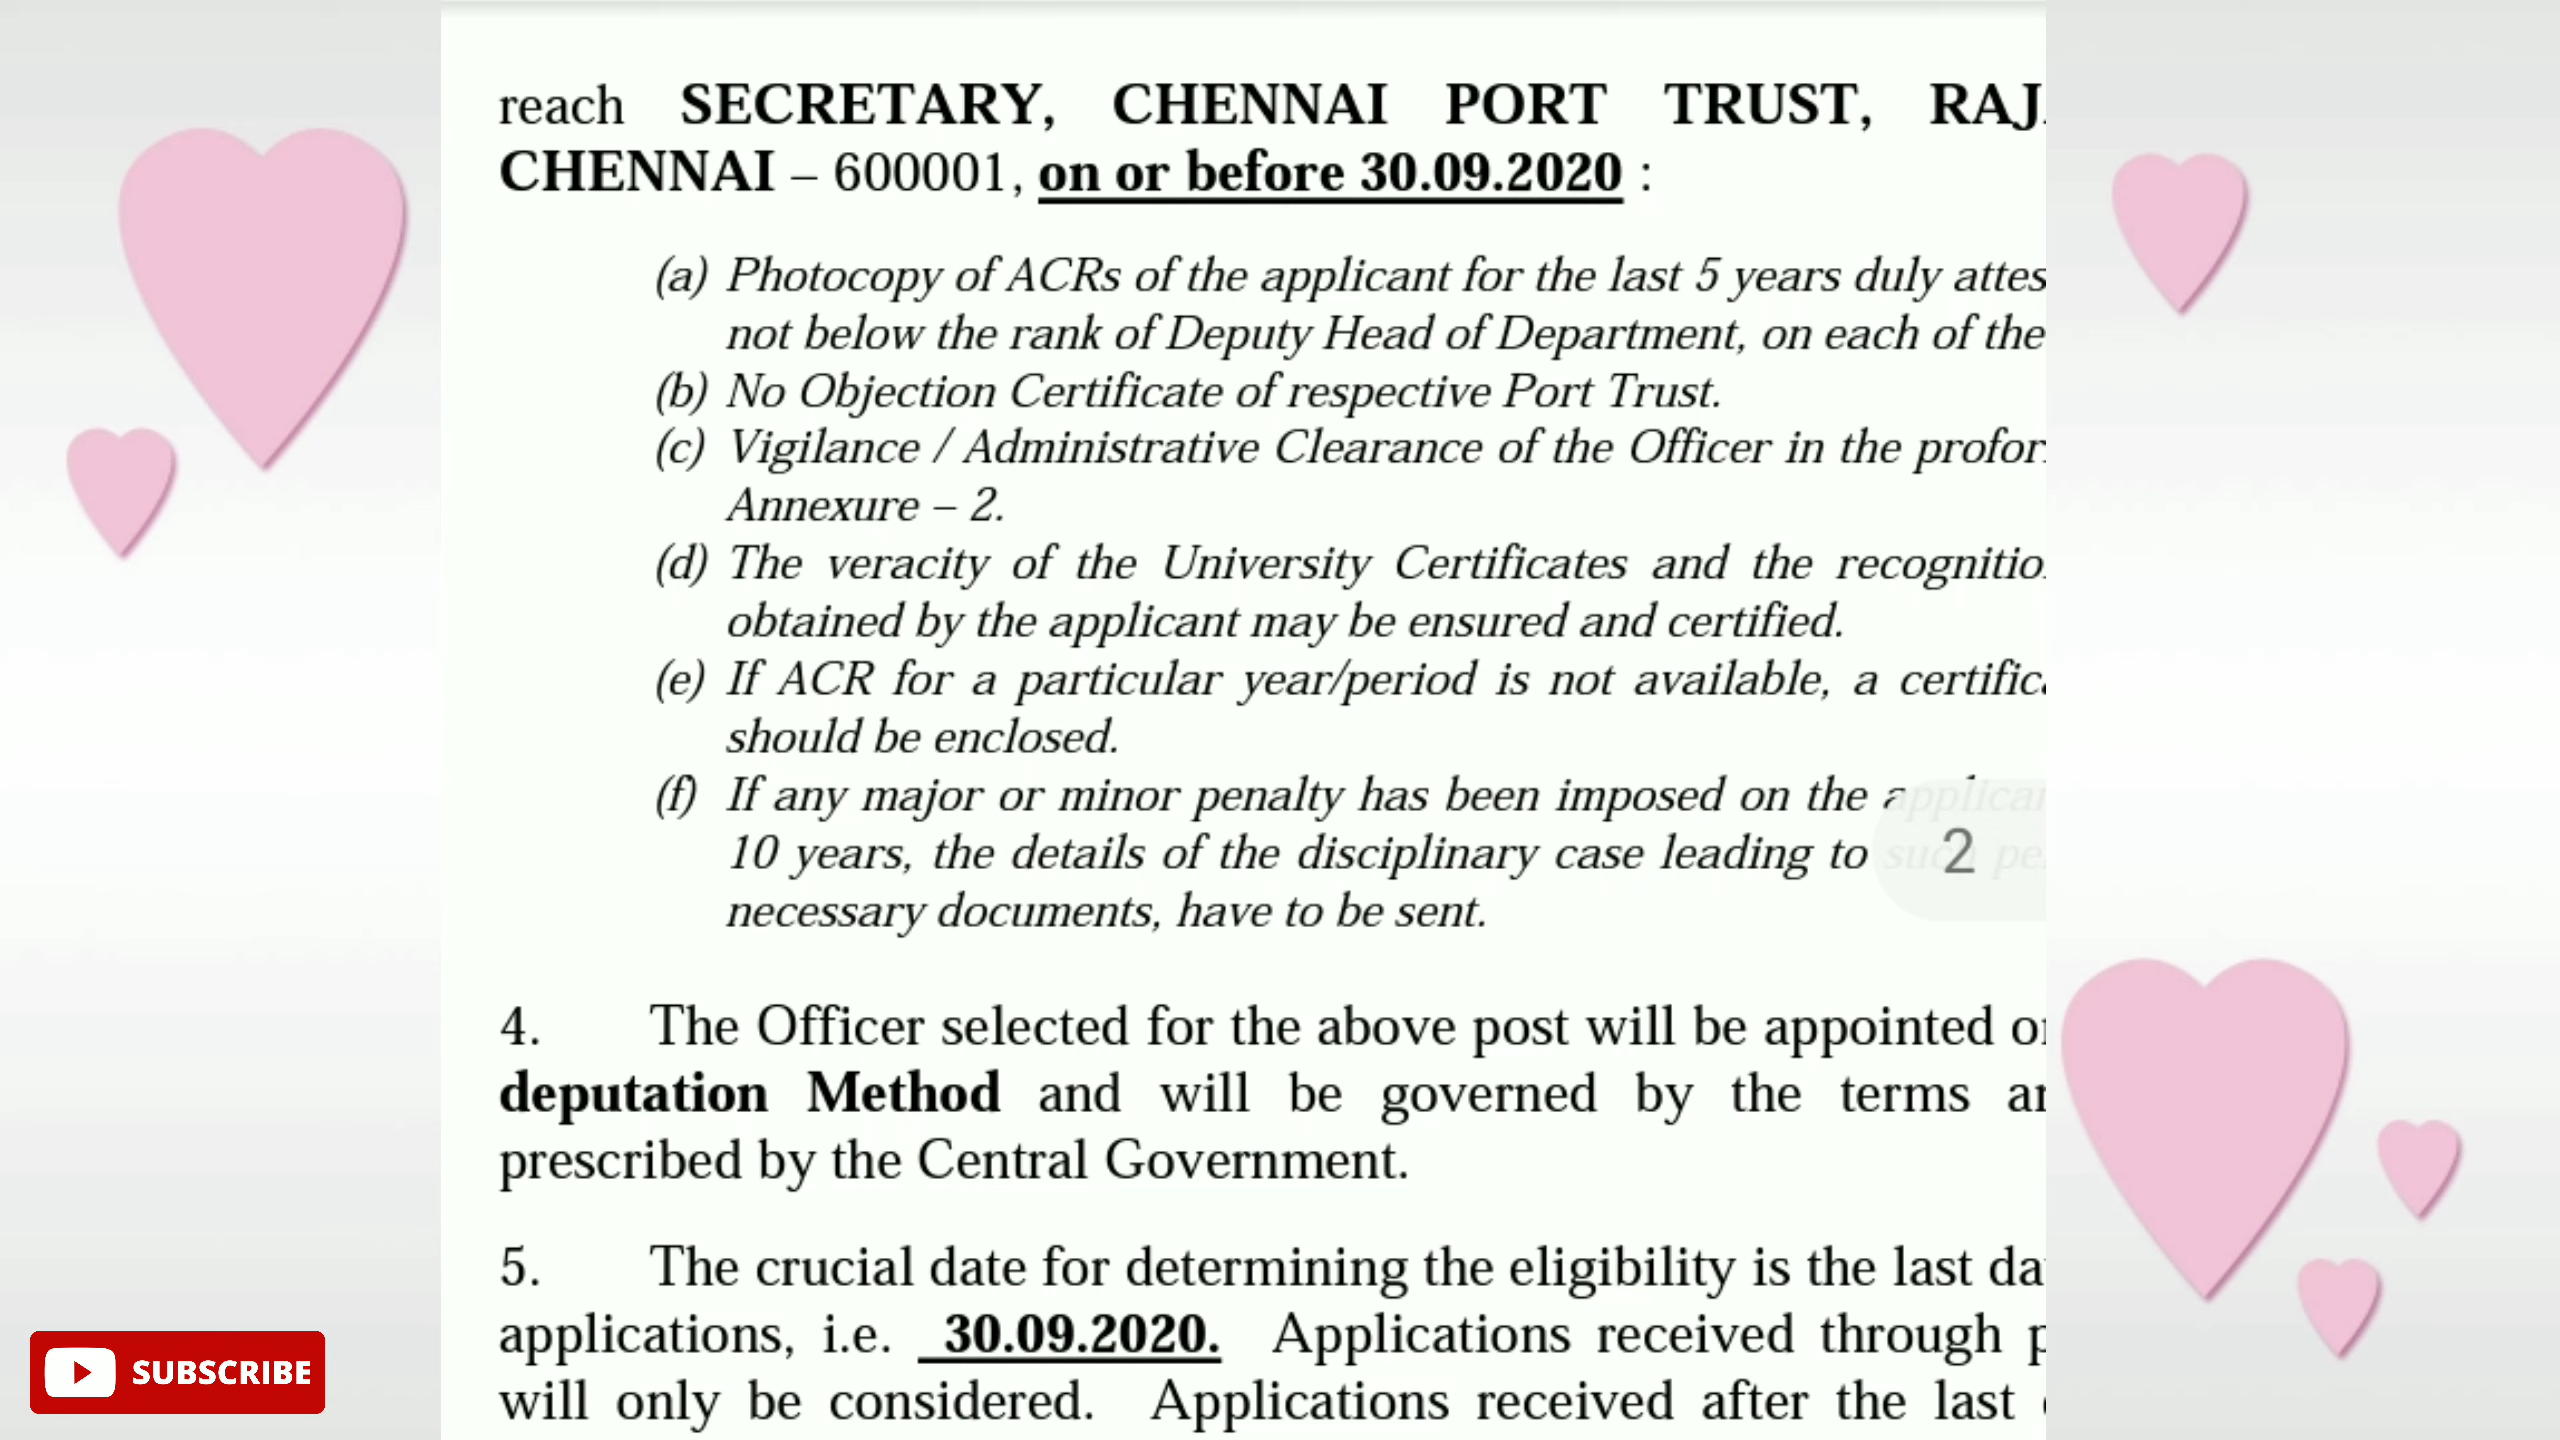 reach SECRETARY, CHENNAI PORT TRUST,
CHENNAI – 600001, on or before 30.09.2020 :
(a) Photocopy of ACRs of the applicant for the last 5 years duly
not below the rank of Deputy Head of Department, on each of the
(b) No Objection Certificate of respective Port Trust.
(c) Vigilance / Administrative Clearance of the Officer in the
Annexure – 2.
(d) The veracity of the University Certificates and the
obtained by the applicant may be ensured and certified.
(e) If ACR for a particular year/period is not available, a
should be enclosed.
(f) If any major or minor penalty has been imposed on the
10 years, the details of the disciplinary case leading to such
2
necessary documents, have to be sent.
4. The Officer selected for the above post will be appointed
deputation Method and will be governed by the terms
prescribed by the Central Government.
5. The crucial date for determining the eligibility is the last
applications, i.e. 30.09.2020. Applications received through
will only be considered. Applications received after the last
SUBSCRIBE